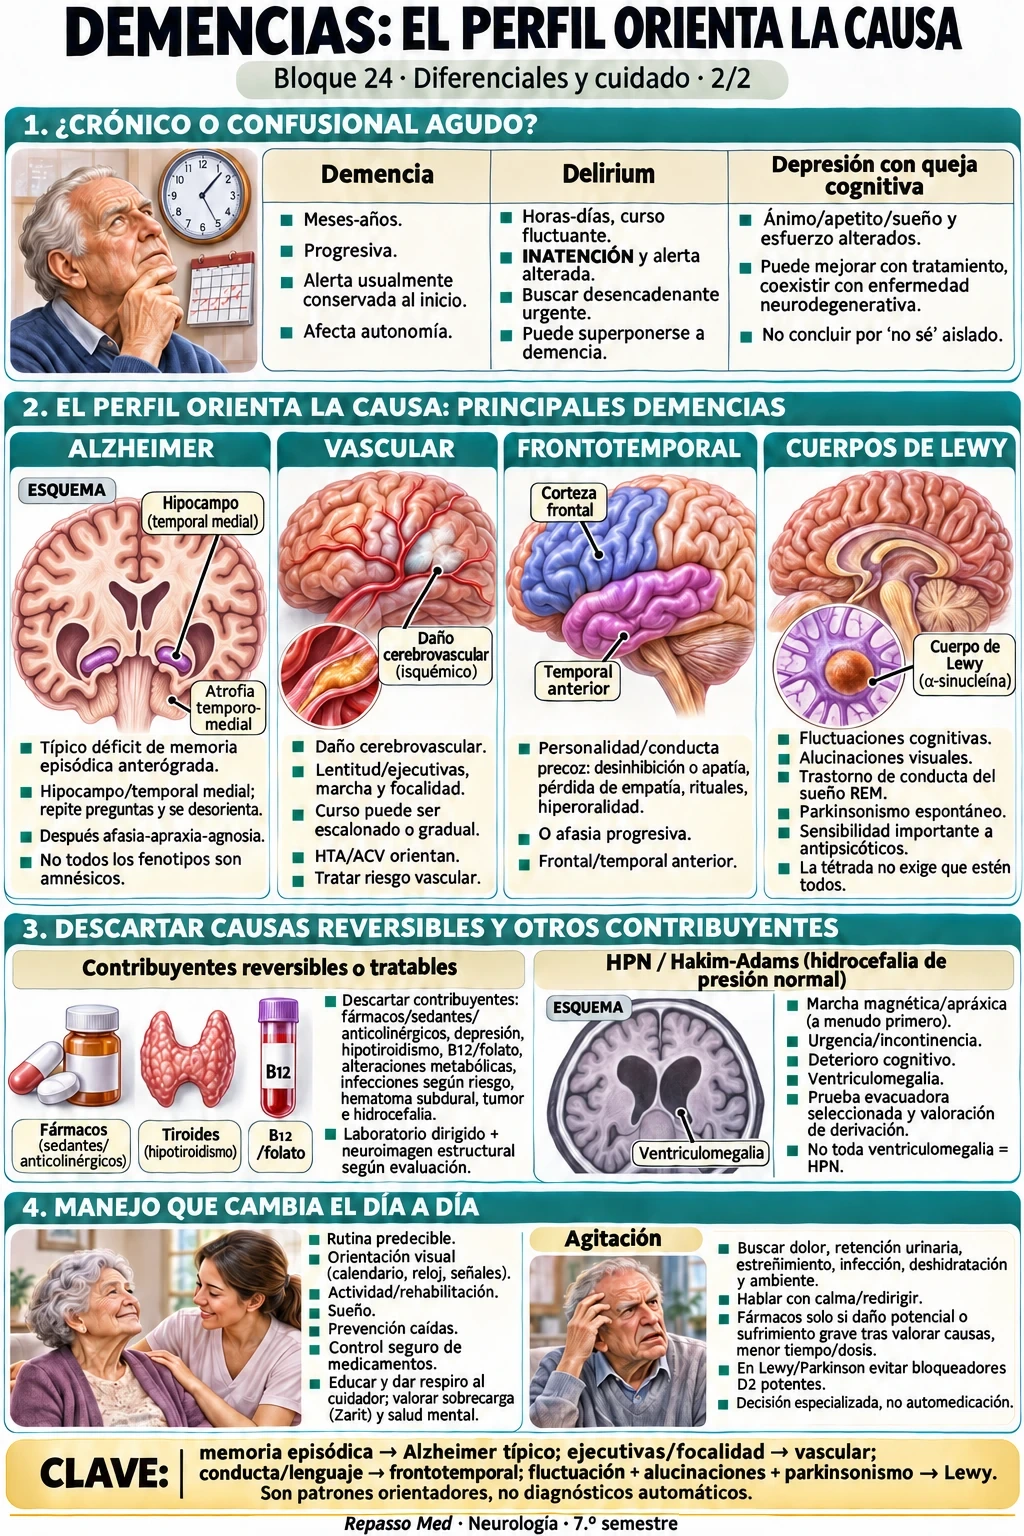 DEMENCIAS: EL PERFIL ORIENTA LA CAUSA
Bloque 24 · Diferenciales y cuidado · 2/2
1. ¿CRÓNICO O CONFUSIONAL AGUDO?
12
1
2
3
4
5
6
7
8
9
10
11
Demencia
Meses-años.
Progresiva.
Alerta usualmente
conservada al inicio.
Afecta autonomía.
Delirium
Horas-días, curso
fluctuante.
INATENCIÓN y alerta
alterada.
Buscar desencadenante
urgente.
Puede superponerse a
demencia.
Depresión con queja
cognitiva
Ánimo/apetito/sueño y
esfuerzo alterados.
Puede mejorar con tratamiento,
coexistir con enfermedad
neurodegenerativa.
No concluir por ‘no sé’ aislado.
2. EL PERFIL ORIENTA LA CAUSA: PRINCIPALES DEMENCIAS
ALZHEIMER
ESQUEMA
Hipocampo
(temporal medial)
Atrofia
temporo-
medial
Típico déficit de memoria
episódica anterógrada.
Hipocampo/temporal medial;
repite preguntas y se desorienta.
Después afasia-apraxia-agnosia.
No todos los fenotipos son
amnésicos.
VASCULAR
Daño
cerebrovascular
(isquémico)
Daño cerebrovascular.
Lentitud/ejecutivas,
marcha y focalidad.
Curso puede ser
escalonado o gradual.
HTA/ACV orientan.
Tratar riesgo vascular.
FRONTOTEMPORAL
Corteza
frontal
Temporal
anterior
Personalidad/conducta
precoz: desinhibición o apatía,
pérdida de empatía, rituales,
hiperoralidad.
O afasia progresiva.
Frontal/temporal anterior.
CUERPOS DE LEWY
Cuerpo de
Lewy
(α-sinucleína)
Fluctuaciones cognitivas.
Alucinaciones visuales.
Trastorno de conducta del
sueño REM.
Parkinsonismo espontáneo.
Sensibilidad importante a
antipsicóticos.
La tétrada no exige que estén
todos.
3. DESCARTAR CAUSAS REVERSIBLES Y OTROS CONTRIBUYENTES
Contribuyentes reversibles o tratables
B12
Fármacos
(sedantes/
anticolinérgicos)
Tiroides
(hipotiroidismo)
B12
/folato
Descartar contribuyentes:
fármacos/sedantes/
anticolinérgicos, depresión,
hipotiroidismo, B12/folato,
alteraciones metabólicas,
infecciones según riesgo,
hematoma subdural, tumor
e hidrocefalia.
Laboratorio dirigido +
neuroimagen estructural
según evaluación.
HPN / Hakim-Adams (hidrocefalia de
presión normal)
ESQUEMA
Ventriculomegalia
Marcha magnética/apráxica
(a menudo primero).
Urgencia/incontinencia.
Deterioro cognitivo.
Ventriculomegalia.
Prueba evacuadora
seleccionada y valoración
de derivación.
No toda ventriculomegalia =
HPN.
4. MANEJO QUE CAMBIA EL DÍA A DÍA
Rutina predecible.
Orientación visual
(calendario, reloj, señales).
Actividad/rehabilitación.
Sueño.
Prevención caídas.
Control seguro de
medicamentos.
Educar y dar respiro al
cuidador; valorar sobrecarga
(Zarit) y salud mental.
Agitación
Buscar dolor, retención urinaria,
estreñimiento, infección, deshidratación
y ambiente.
Hablar con calma/redirigir.
Fármacos solo si daño potencial o
sufrimiento grave tras valorar causas,
menor tiempo/dosis.
En Lewy/Parkinson evitar bloqueadores
D2 potentes.
Decisión especializada, no automedicación.
CLAVE:
memoria episódica → Alzheimer típico; ejecutivas/focalidad → vascular;
conducta/lenguaje → frontotemporal; fluctuación + alucinaciones + parkinsonismo → Lewy.
Son patrones orientadores, no diagnósticos automáticos.
Repasso Med · Neurología · 7.º semestre